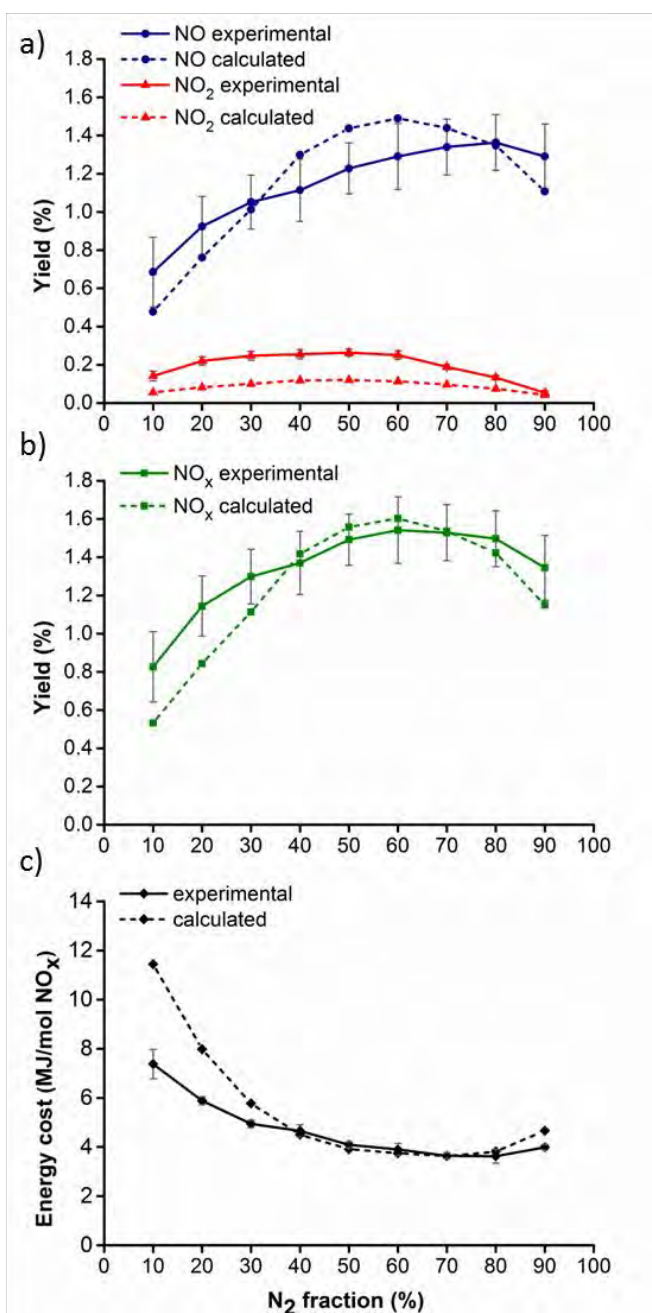 a)
NO experimental
NO calculated
NO2 experimental
NO2 calculated
1.8
1.6
1.4
1.2
1.0
0.8
0.6
0.4
0.2
0.0
Yield (%)
0 10 20 30 40 50 60 70 80 90 100
b)
NOx experimental
NOx calculated
1.8
1.6
1.4
1.2
1.0
0.8
0.6
0.4
0.2
0.0
Yield (%)
0 10 20 30 40 50 60 70 80 90 100
c)
experimental
calculated
14
12
10
8
6
4
2
0
Energy cost (MJ/mol NOx)
0 10 20 30 40 50 60 70 80 90 100
N2 fraction (%)